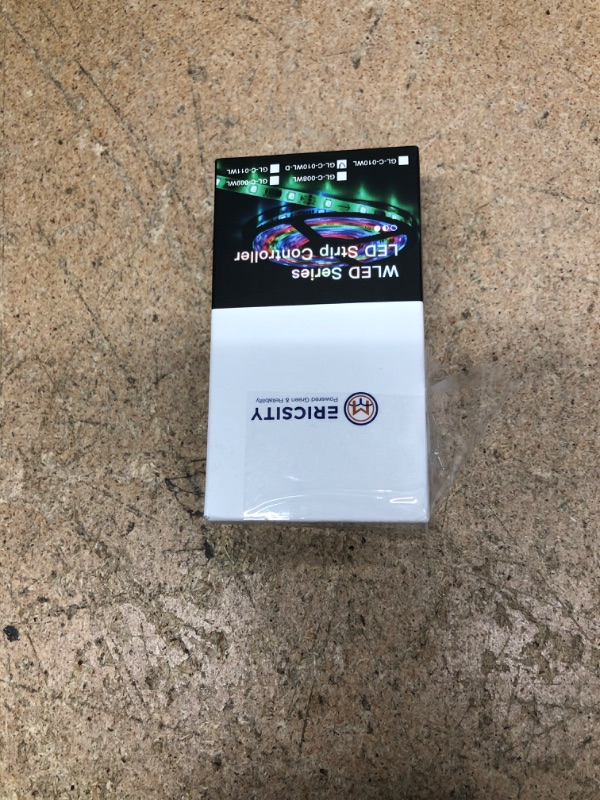 ERICSITY
Powered Green & Reliability
WLED Series
LED Strip Controller
GL-C-008WL
GL-C-009WL
GL-C-010WL
GL-C-010WL-D
GL-C-011WL